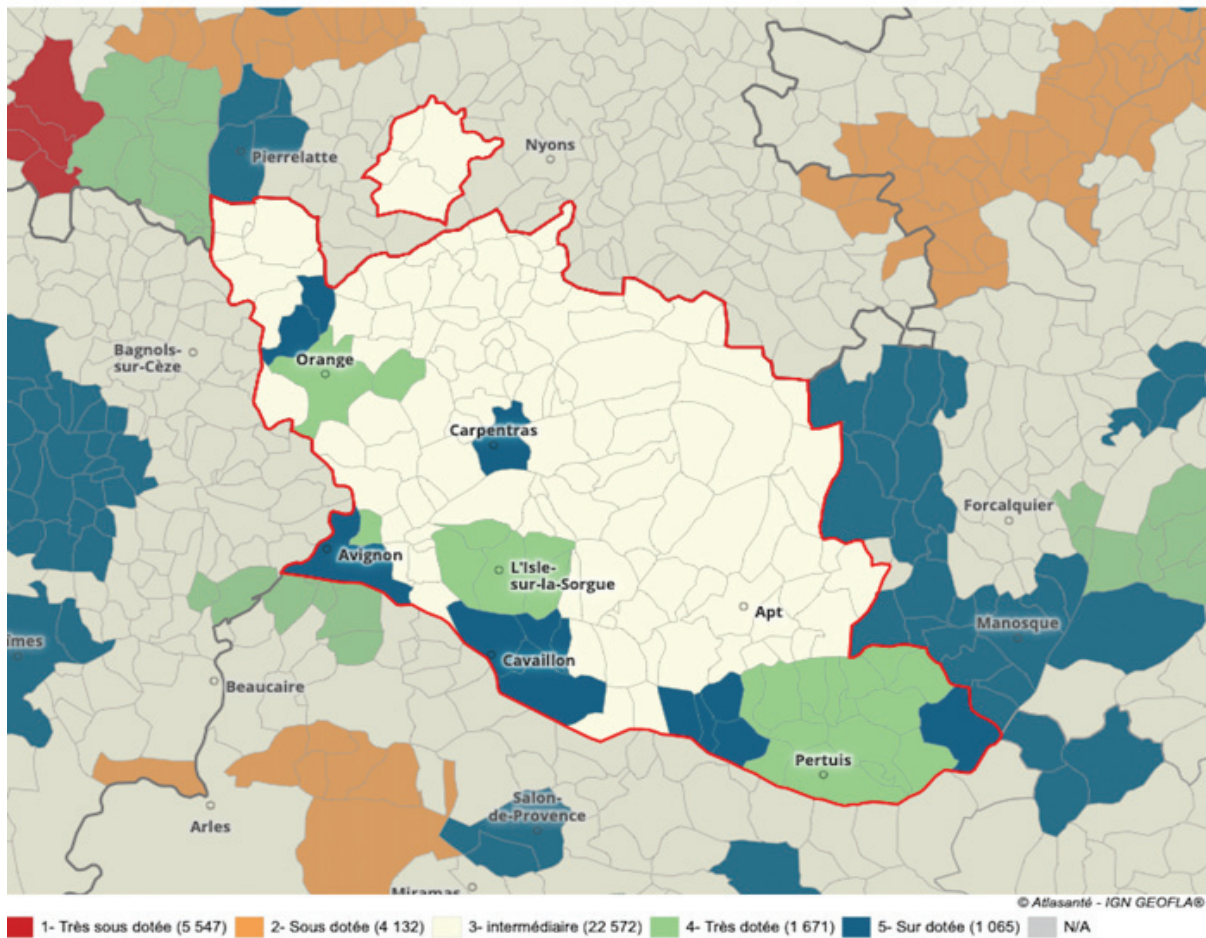 Nyons
Pierrelatte
Bagnols-
sur-Cèze
Orange
Carpentras
Forcalquier
Avignon
L'Isle-
sur-la-Sorgue
Apt
Manosque
îmes
Cavaillon
Beaucaire
Pertuis
Salon-
de-Provence
Arles
Miramas
© Atlasanté - IGN GEOFLA®
1- Très sous dotée (5 547) 2- Sous dotée (4 132) 3- intermédiaire (22 572) 4- Très dotée (1 671) 5- Sur dotée (1 065) N/A